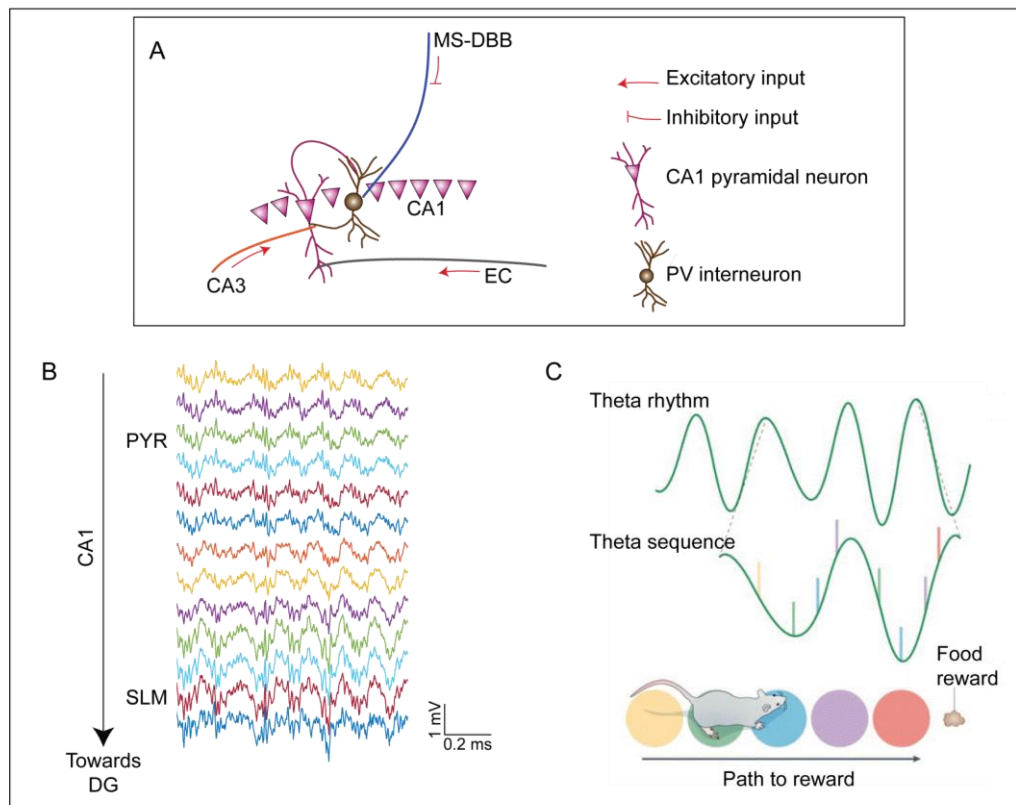 A
MS-DBB
Excitatory input
Inhibitory input
CA1 pyramidal neuron
CA1
PV interneuron
CA3
EC
B
PYR
CA1
SLM
Towards
DG
1 mV
0.2 ms
C
Theta rhythm
Theta sequence
Food
reward
Path to reward